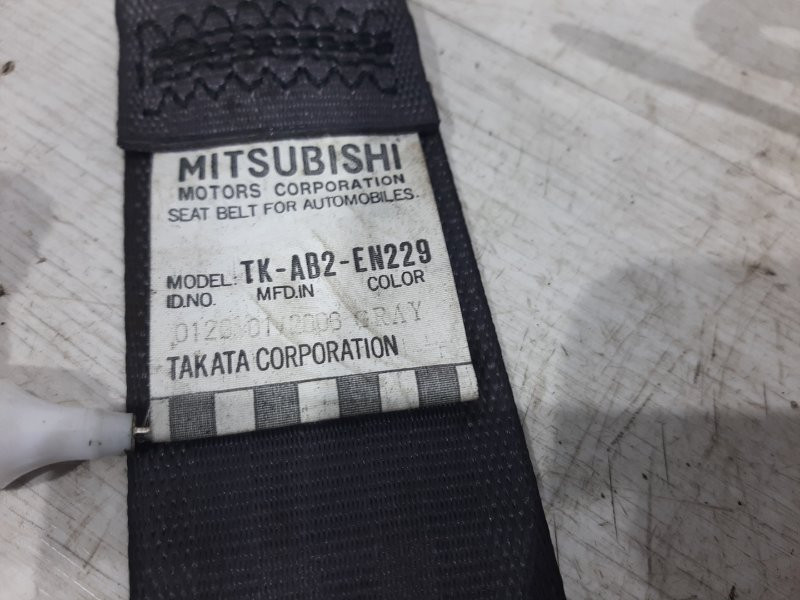 MITSUBISHI
MOTORS CORPORATION
SEAT BELT FOR AUTOMOBILES.
MODEL: TK-AB2-EN229
ID.NO. MFD.IN COLOR
GRAY
TAKATA CORPORATION